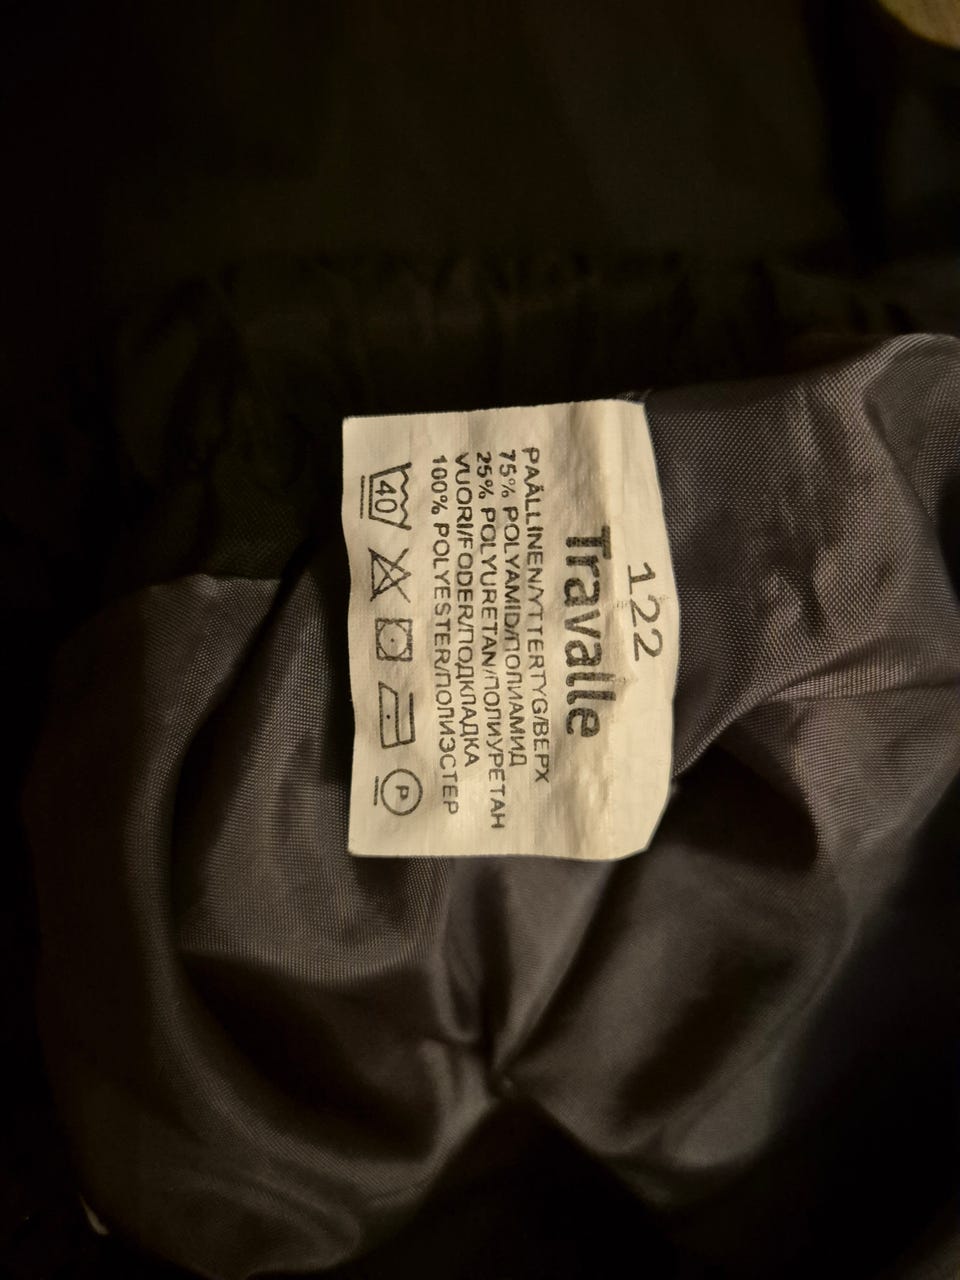 122
Travalle
PÄÄLLINEN/YTTERTYG/ВЕРХ
75% POLYAMID/ПОЛИАМИД
25% POLYURETAN/ПОЛИУРЕТАН
VUORI/FODER/ПОДКЛАДКА
100% POLYESTER/ПОЛИЭСТЕР
40 P